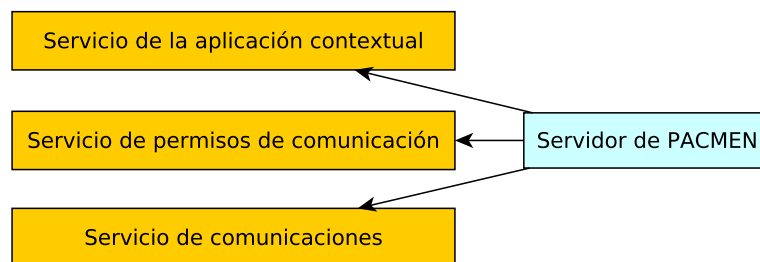 Servicio de la aplicación contextual
Servicio de permisos de comunicación
Servidor de PACMEN
Servicio de comunicaciones